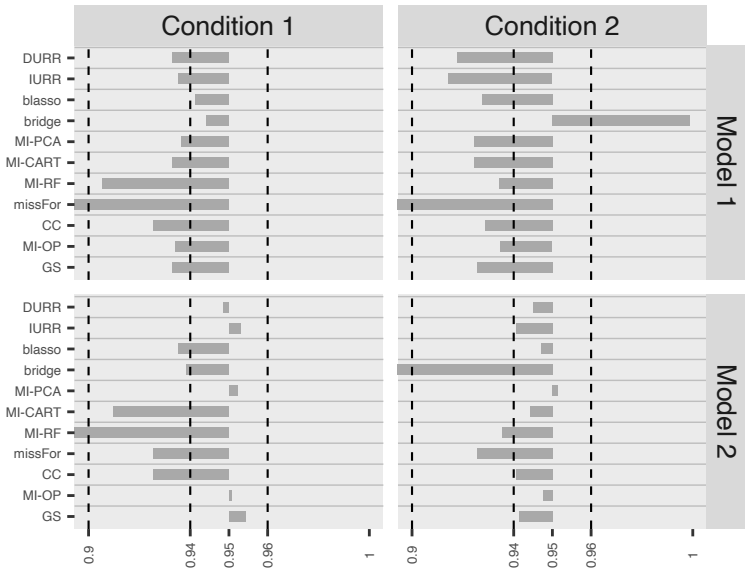 Condition 1
Condition 2
DURR
IURR
blasso
bridge
MI-PCA
MI-CART
MI-RF
missFor
CC
MI-OP
GS
Model 1
DURR
IURR
blasso
bridge
MI-PCA
MI-CART
MI-RF
missFor
CC
MI-OP
GS
Model 2
0.9
0.94
0.95
0.96
1
0.9
0.94
0.95
0.96
1